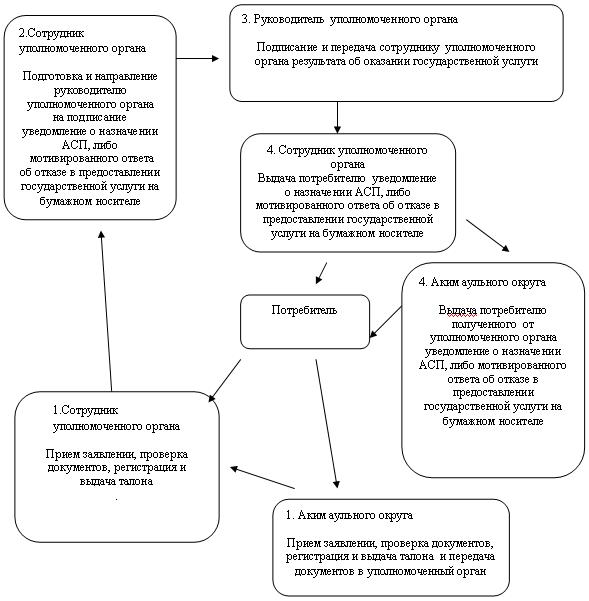 2.Сотрудник
уполномоченного органа
Подготовка и направление
руководителю
уполномоченного органа
на подписание
уведомление о назначении
АСП, либо
мотивированного ответа
об отказе в предоставлении
государственной услуги на
бумажном носителе
3. Руководитель уполномоченного органа
Подписание и передача сотруднику уполномоченного
органа результата об оказании государственной услуги
4. Сотрудник уполномоченного
органа
Выдача потребителю уведомление
о назначении АСП, либо
мотивированного ответа об отказе в
предоставлении государственной
услуги на бумажном носителе
4. Аким аульного округа
Выдача потребителю
полученного от
уполномоченного органа
уведомление о назначении
АСП, либо мотивированного
ответа об отказе в
предоставлении
государственной услуги на
бумажном носителе
Потребитель
1.Сотрудник
уполномоченного органа
Прием заявлении, проверка
документов, регистрация и
выдача талона
.
1. Аким аульного округа
Прием заявлении, проверка документов,
регистрация и выдача талона и передача
документов в уполномоченный орган